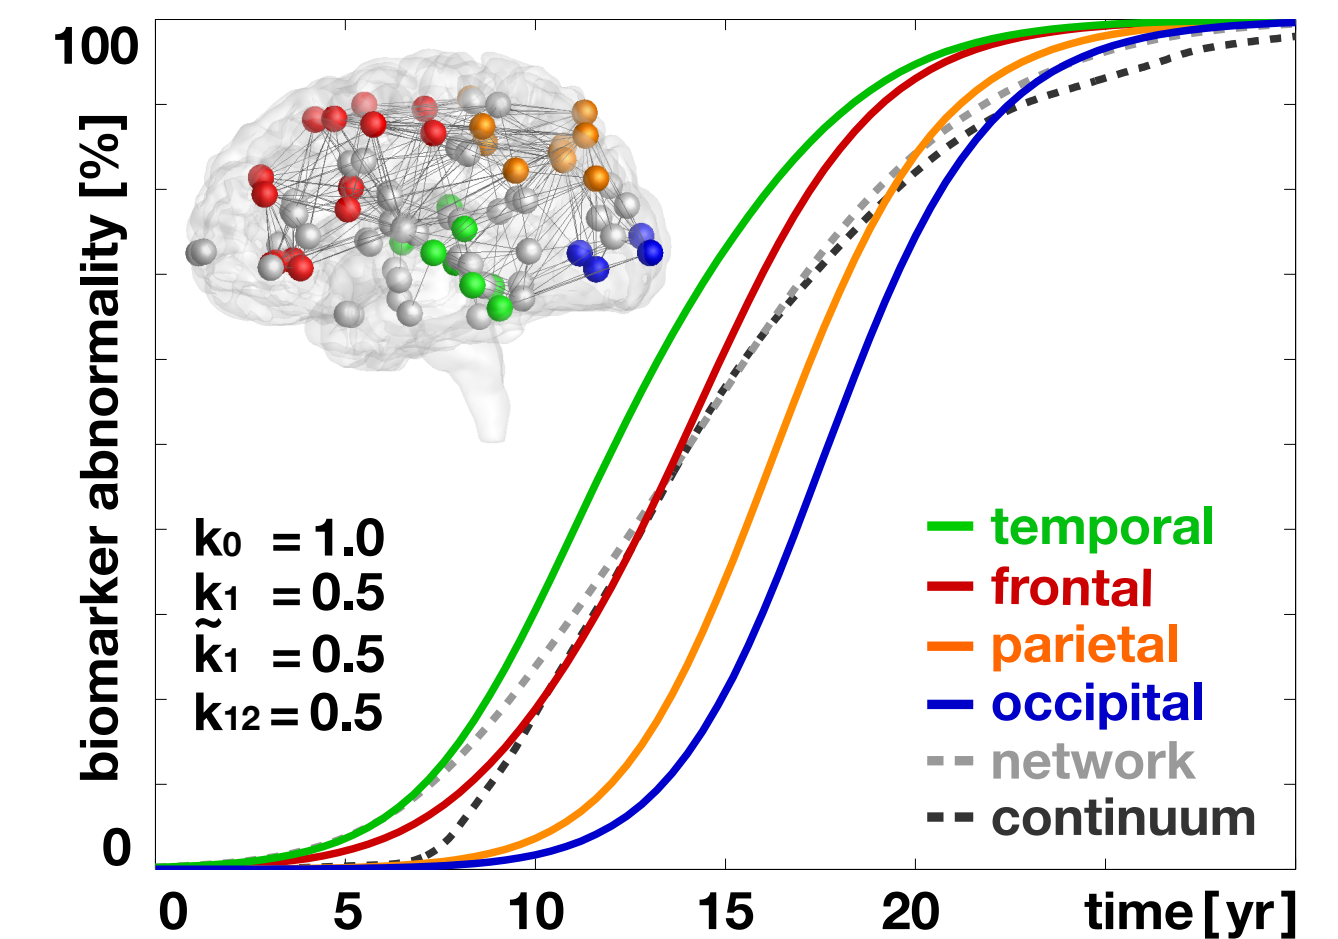 100
biomarker abnormality [%]
0
k0 = 1.0
k1 = 0.5
k̃1 = 0.5
k12 = 0.5
temporal
frontal
parietal
occipital
network
continuum
0 5 10 15 20 time [yr]